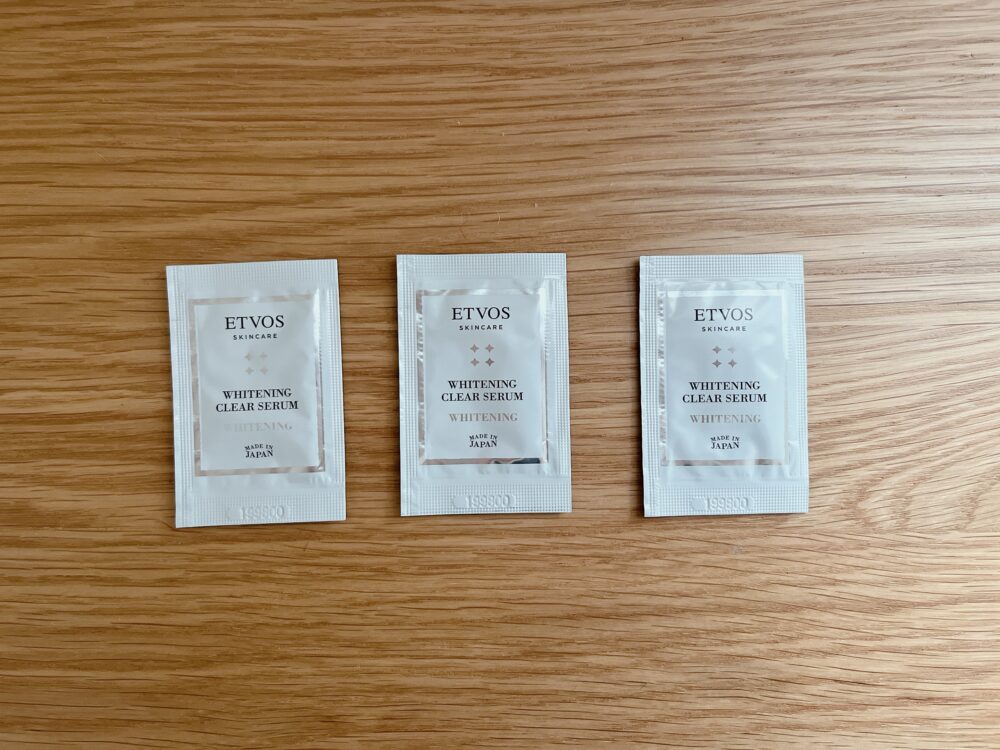 ETVOS
SKINCARE
WHITENING
CLEAR SERUM
WHITENING
MADE IN
JAPAN
ETVOS
SKINCARE
WHITENING
CLEAR SERUM
WHITENING
MADE IN
JAPAN
ETVOS
SKINCARE
WHITENING
CLEAR SERUM
WHITENING
MADE IN
JAPAN